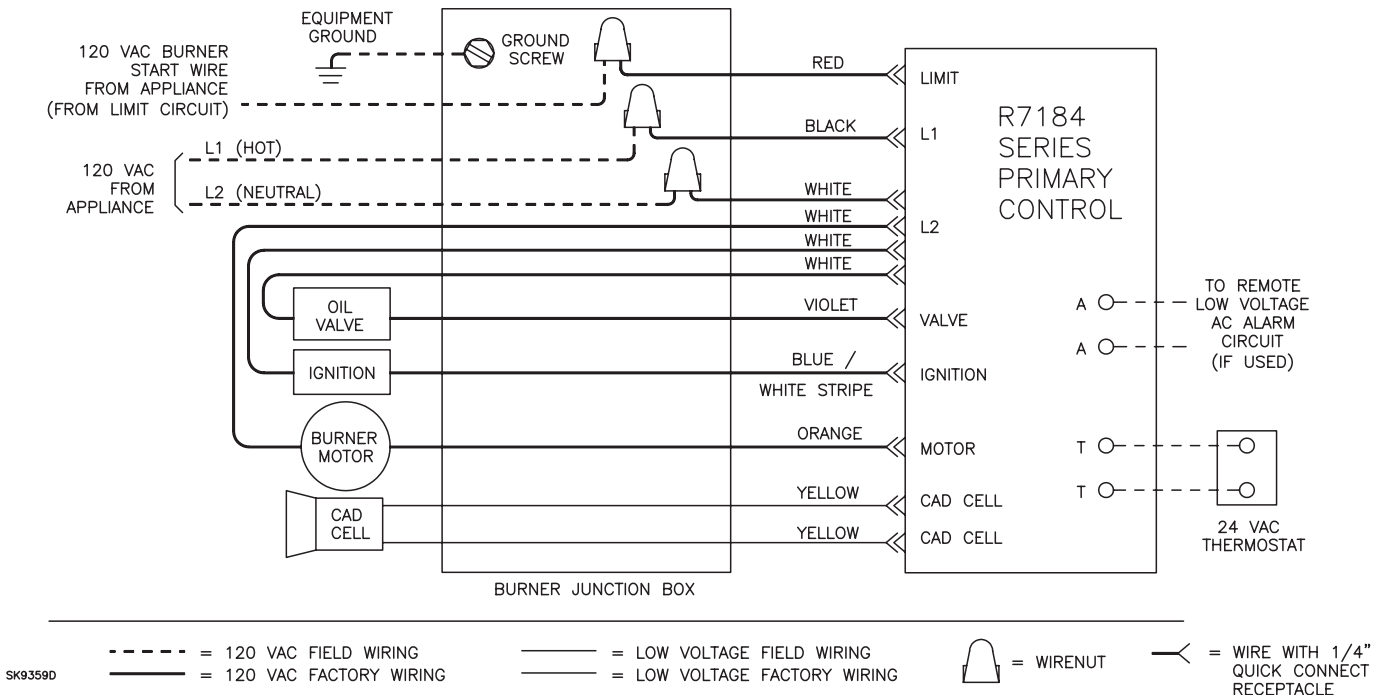 EQUIPMENT
GROUND
GROUND
SCREW
120 VAC BURNER
START WIRE
FROM APPLIANCE
(FROM LIMIT CIRCUIT)
RED
LIMIT
R7184
SERIES
PRIMARY
CONTROL
BLACK
L1
L1 (HOT)
120 VAC
FROM
APPLIANCE
L2 (NEUTRAL)
WHITE
WHITE
L2
WHITE
WHITE
OIL
VALVE
VIOLET
VALVE
IGNITION
BLUE /
WHITE STRIPE
IGNITION
BURNER
MOTOR
ORANGE
MOTOR
CAD
CELL
YELLOW
CAD CELL
YELLOW
CAD CELL
A
A
TO REMOTE
LOW VOLTAGE
AC ALARM
CIRCUIT
(IF USED)
T
T
24 VAC
THERMOSTAT
BURNER JUNCTION BOX
= 120 VAC FIELD WIRING
= 120 VAC FACTORY WIRING
= LOW VOLTAGE FIELD WIRING
= LOW VOLTAGE FACTORY WIRING
= WIRENUT
= WIRE WITH 1/4"
QUICK CONNECT
RECEPTACLE
SK9359D